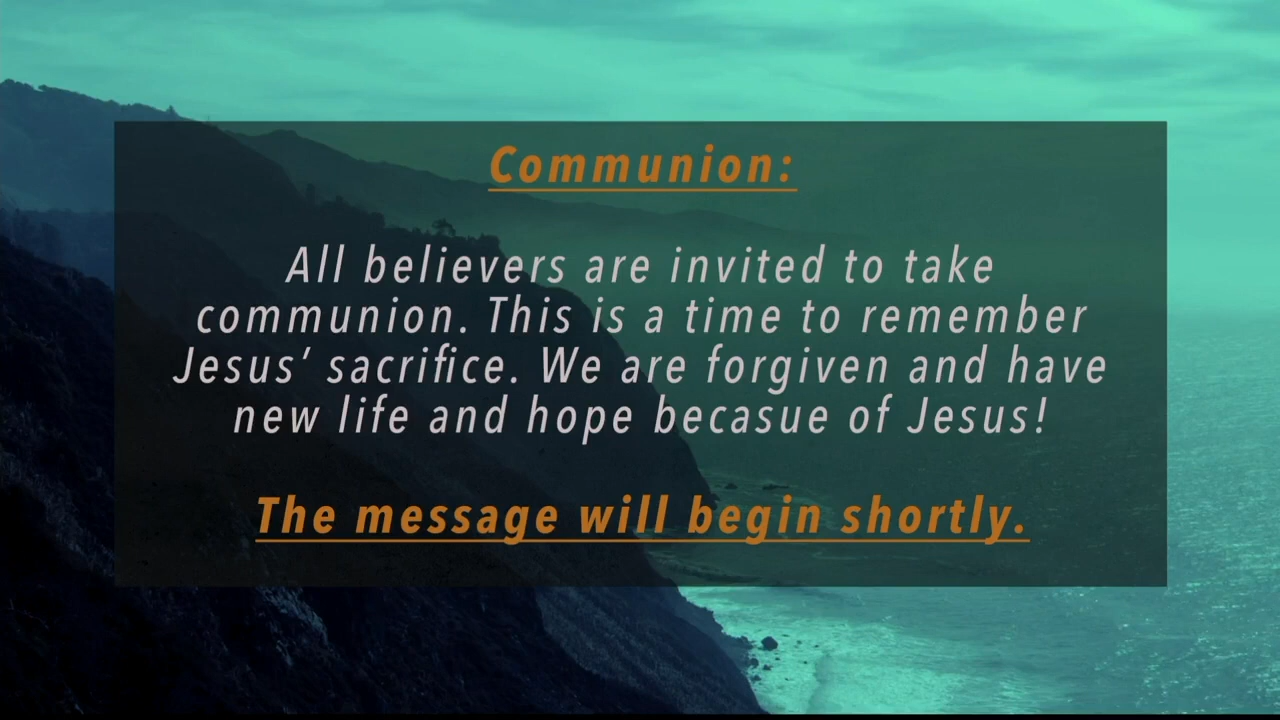 Communion:
All believers are invited to take
communion. This is a time to remember
Jesus’ sacrifice. We are forgiven and have
new life and hope becasue of Jesus!
The message will begin shortly.